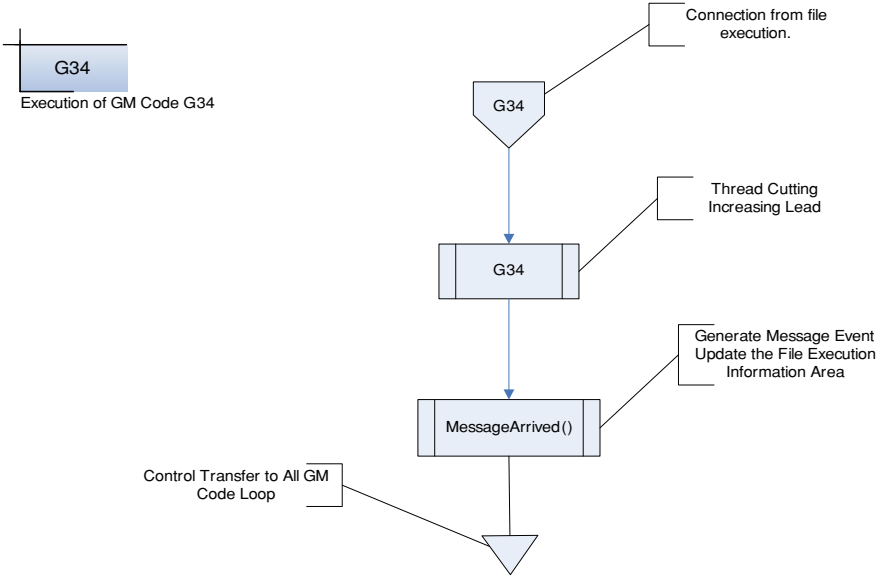 G34
Execution of GM Code G34
Connection from file
execution.
G34
Thread Cutting
Increasing Lead
G34
Generate Message Event
Update the File Execution
Information Area
MessageArrived()
Control Transfer to All GM
Code Loop